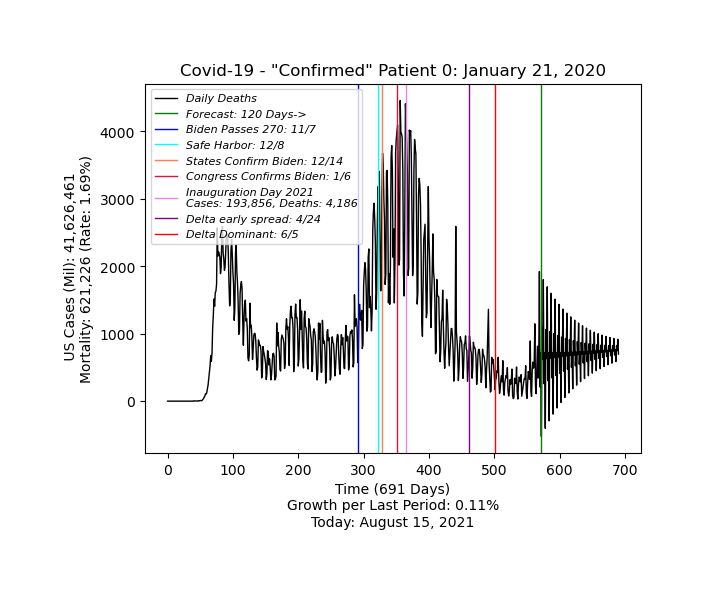 Covid-19 - "Confirmed" Patient 0: January 21, 2020
Daily Deaths
Forecast: 120 Days->
Biden Passes 270: 11/7
Safe Harbor: 12/8
States Confirm Biden: 12/14
Congress Confirms Biden: 1/6
Inauguration Day 2021
Cases: 193,856, Deaths: 4,186
Delta early spread: 4/24
Delta Dominant: 6/5
US Cases (Mil): 41,626,461
Mortality: 621,226 (Rate: 1.69%)
4000
3000
2000
1000
0
0 100 200 300 400 500 600 700
Time (691 Days)
Growth per Last Period: 0.11%
Today: August 15, 2021